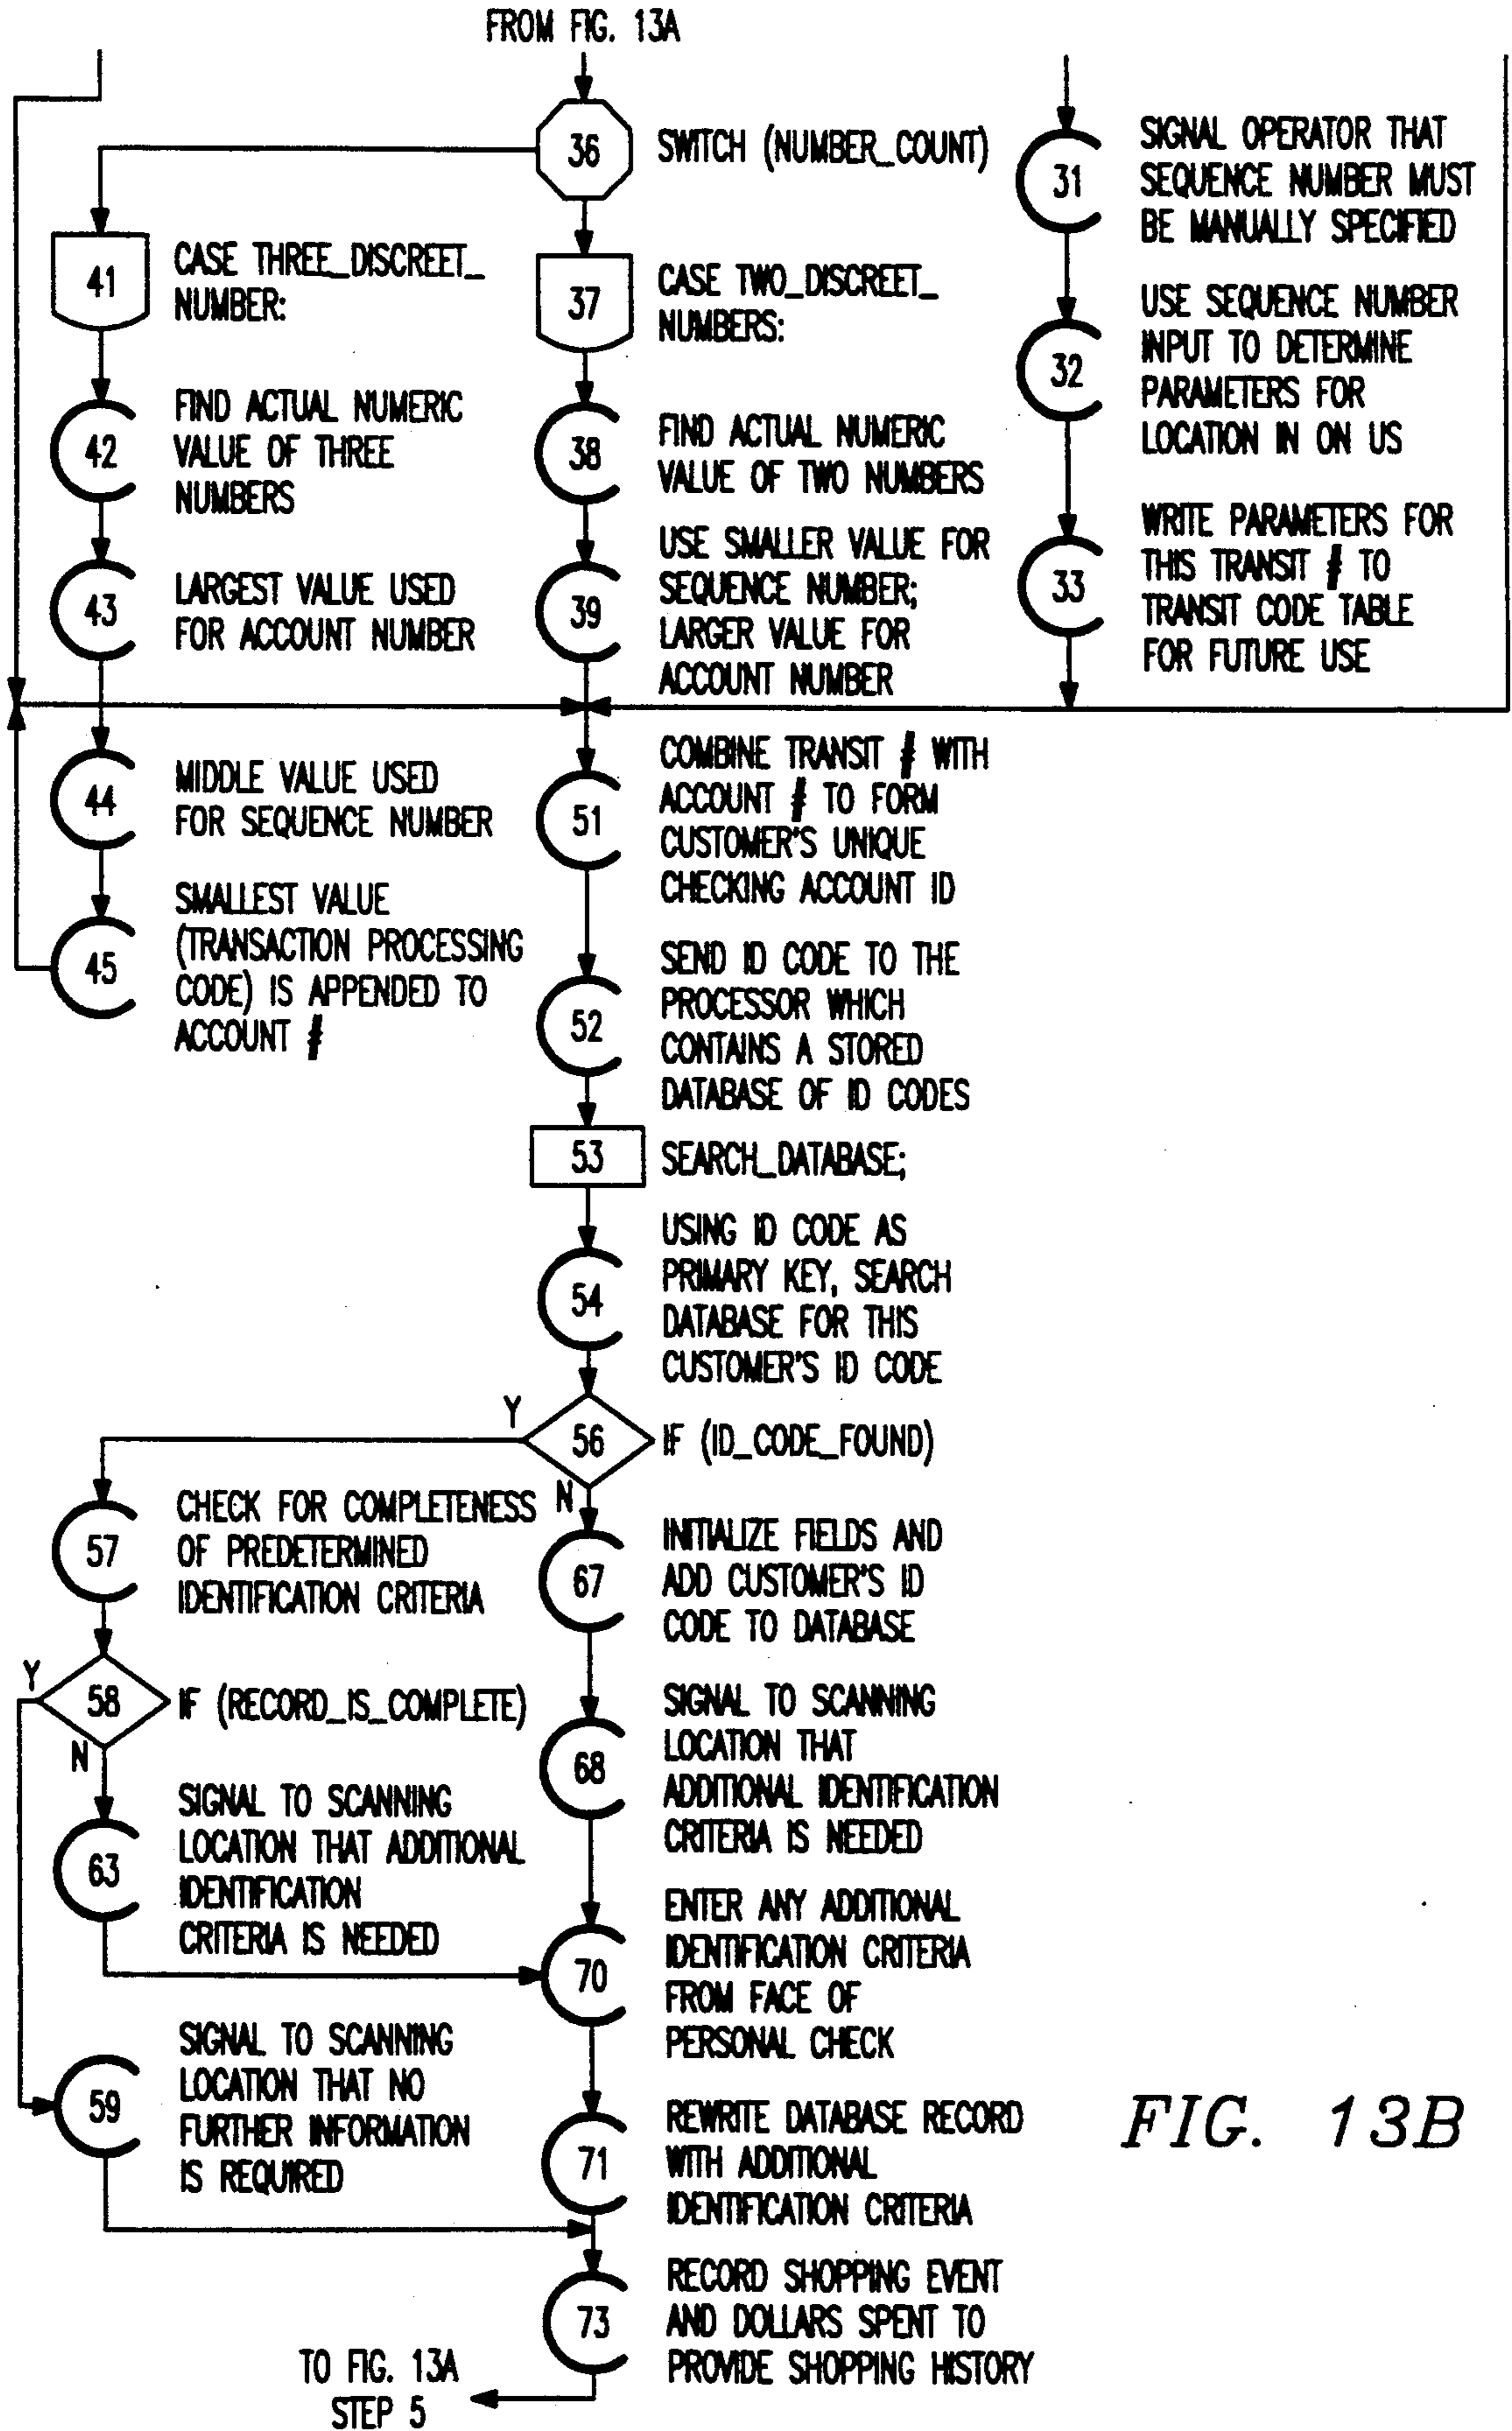 FROM FIG. 13A
36
SWITCH (NUMBER_COUNT)
41
CASE THREE_DISCREET_
NUMBER:
42
FIND ACTUAL NUMERIC
VALUE OF THREE
NUMBERS
43
LARGEST VALUE USED
FOR ACCOUNT NUMBER
44
MIDDLE VALUE USED
FOR SEQUENCE NUMBER
45
SMALLEST VALUE
(TRANSACTION PROCESSING
CODE) IS APPENDED TO
ACCOUNT #
37
CASE TWO_DISCREET_
NUMBERS:
38
FIND ACTUAL NUMERIC
VALUE OF TWO NUMBERS
39
USE SMALLER VALUE FOR
SEQUENCE NUMBER;
LARGER VALUE FOR
ACCOUNT NUMBER
31
SIGNAL OPERATOR THAT
SEQUENCE NUMBER MUST
BE MANUALLY SPECIFIED
32
USE SEQUENCE NUMBER
INPUT TO DETERMINE
PARAMETERS FOR
LOCATION IN ON US
33
WRITE PARAMETERS FOR
THIS TRANSIT # TO
TRANSIT CODE TABLE
FOR FUTURE USE
51
COMBINE TRANSIT # WITH
ACCOUNT # TO FORM
CUSTOMER'S UNIQUE
CHECKING ACCOUNT ID
52
SEND ID CODE TO THE
PROCESSOR WHICH
CONTAINS A STORED
DATABASE OF ID CODES
53
SEARCH_DATABASE;
54
USING ID CODE AS
PRIMARY KEY, SEARCH
DATABASE FOR THIS
CUSTOMER'S ID CODE
Y
56
IF (ID_CODE_FOUND)
N
57
CHECK FOR COMPLETENESS
OF PREDETERMINED
IDENTIFICATION CRITERIA
Y
58
IF (RECORD_IS_COMPLETE)
N
63
SIGNAL TO SCANNING
LOCATION THAT ADDITIONAL
IDENTIFICATION
CRITERIA IS NEEDED
59
SIGNAL TO SCANNING
LOCATION THAT NO
FURTHER INFORMATION
IS REQUIRED
67
INITIALIZE FIELDS AND
ADD CUSTOMER'S ID
CODE TO DATABASE
68
SIGNAL TO SCANNING
LOCATION THAT
ADDITIONAL IDENTIFICATION
CRITERIA IS NEEDED
70
ENTER ANY ADDITIONAL
IDENTIFICATION CRITERIA
FROM FACE OF
PERSONAL CHECK
71
REWRITE DATABASE RECORD
WITH ADDITIONAL
IDENTIFICATION CRITERIA
73
RECORD SHOPPING EVENT
AND DOLLARS SPENT TO
PROVIDE SHOPPING HISTORY
TO FIG. 13A
STEP 5
FIG. 13B